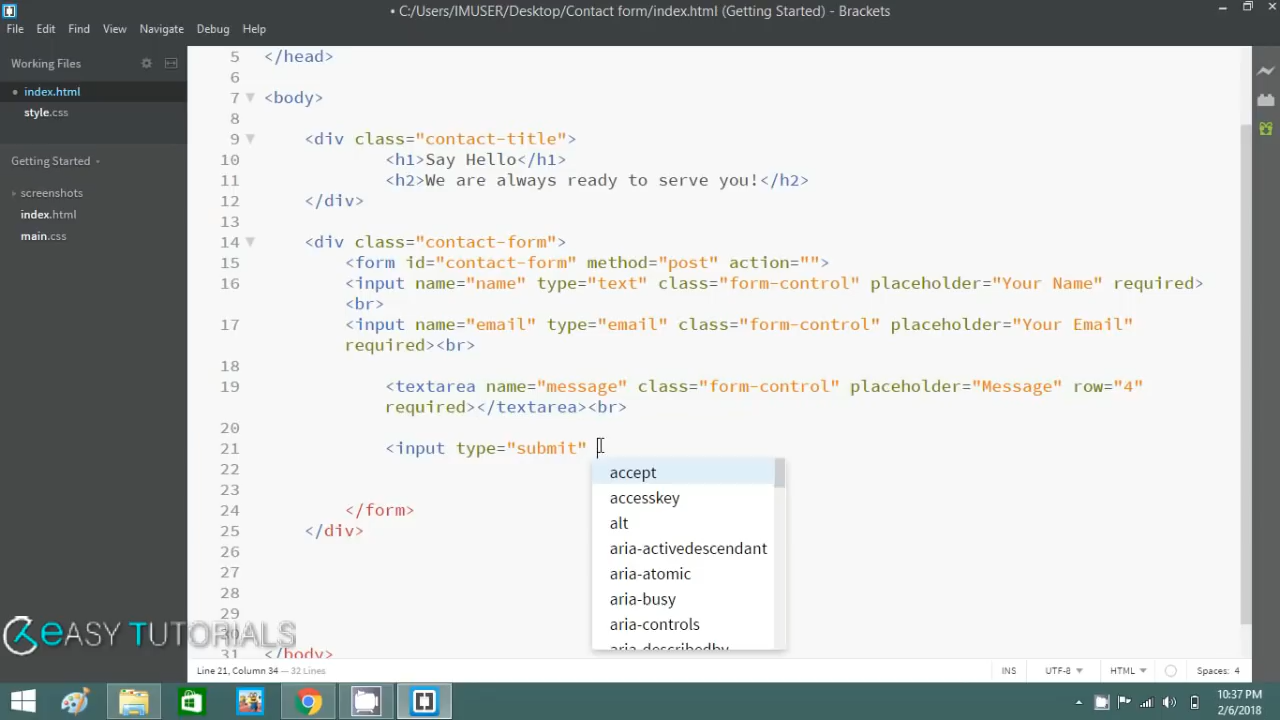 • C:/Users/IMUSER/Desktop/Contact form/index.html (Getting Started) - Brackets
File Edit Find View Navigate Debug Help
Working Files
• index.html
style.css
Getting Started
screenshots
index.html
main.css
5 </head>
6
7 <body>
8
9 <div class="contact-title">
10 <h1>Say Hello</h1>
11 <h2>We are always ready to serve you!</h2>
12 </div>
13
14 <div class="contact-form">
15 <form id="contact-form" method="post" action="">
16 <input name="name" type="text" class="form-control" placeholder="Your Name" required>
<br>
17 <input name="email" type="email" class="form-control" placeholder="Your Email"
required><br>
18
19 <textarea name="message" class="form-control" placeholder="Message" row="4"
required></textarea><br>
20
21 <input type="submit"
22
23
24 </form>
25 </div>
26
27
28
29
30
31 </body>
accept
accesskey
alt
aria-activedescendant
aria-atomic
aria-busy
aria-controls
aria-describedby
eASY TUTORIALS
Line 21, Column 34 — 32 Lines
INS UTF-8 HTML Spaces: 4
10:37 PM
2/6/2018